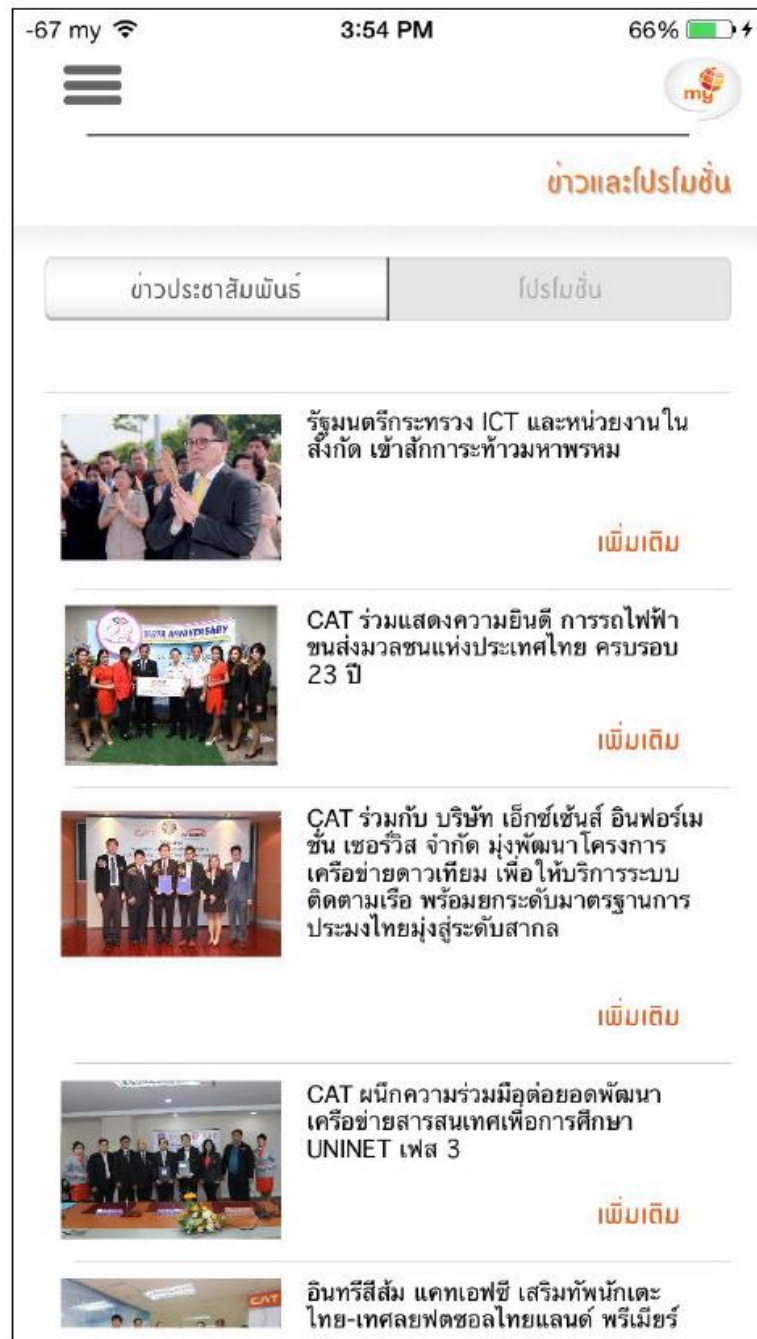 -67 my 3:54 PM 66%
my
ข่าวและโปรโมชั่น
ข่าวประชาสัมพันธ์ โปรโมชั่น
รัฐมนตรีกระทรวง ICT และหน่วยงานใน
สังกัด เข้าสักการะท้าวมหาพรหม
เพิ่มเติม
ANNIVERSARY
CAT
CAT ร่วมแสดงความยินดี การรถไฟฟ้า
ขนส่งมวลชนแห่งประเทศไทย ครบรอบ
23 ปี
เพิ่มเติม
CAT
CAT ร่วมกับ บริษัท เอ็กซ์เซ้นส์ อินฟอร์เม
ชั่น เซอร์วิส จำกัด มุ่งพัฒนาโครงการ
เครือข่ายดาวเทียม เพื่อให้บริการระบบ
ติดตามเรือ พร้อมยกระดับมาตรฐานการ
ประมงไทยมุ่งสู่ระดับสากล
เพิ่มเติม
CAT ผนึกความร่วมมือต่อยอดพัฒนา
เครือข่ายสารสนเทศเพื่อการศึกษา
UNINET เฟส 3
เพิ่มเติม
CAT
อินทรีสีส้ม แคทเอฟซี เสริมทัพนักเตะ
ไทย-เทศลุยฟุตซอลไทยแลนด์ พรีเมียร์